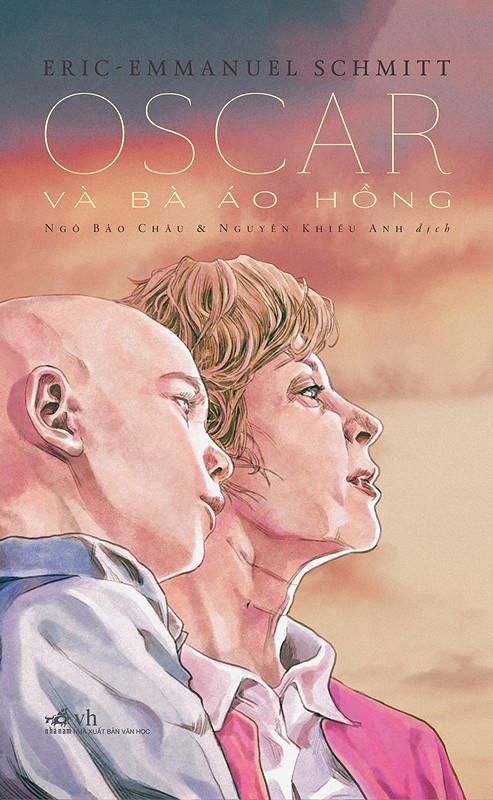 ERIC-EMMANUEL SCHMITT
OSCAR
VÀ BÀ ÁO HỒNG
NGÔ BẢO CHÂU & NGUYỄN KHIẾU ANH dịch
vh
nhã nam NHÀ XUẤT BẢN VĂN HỌC